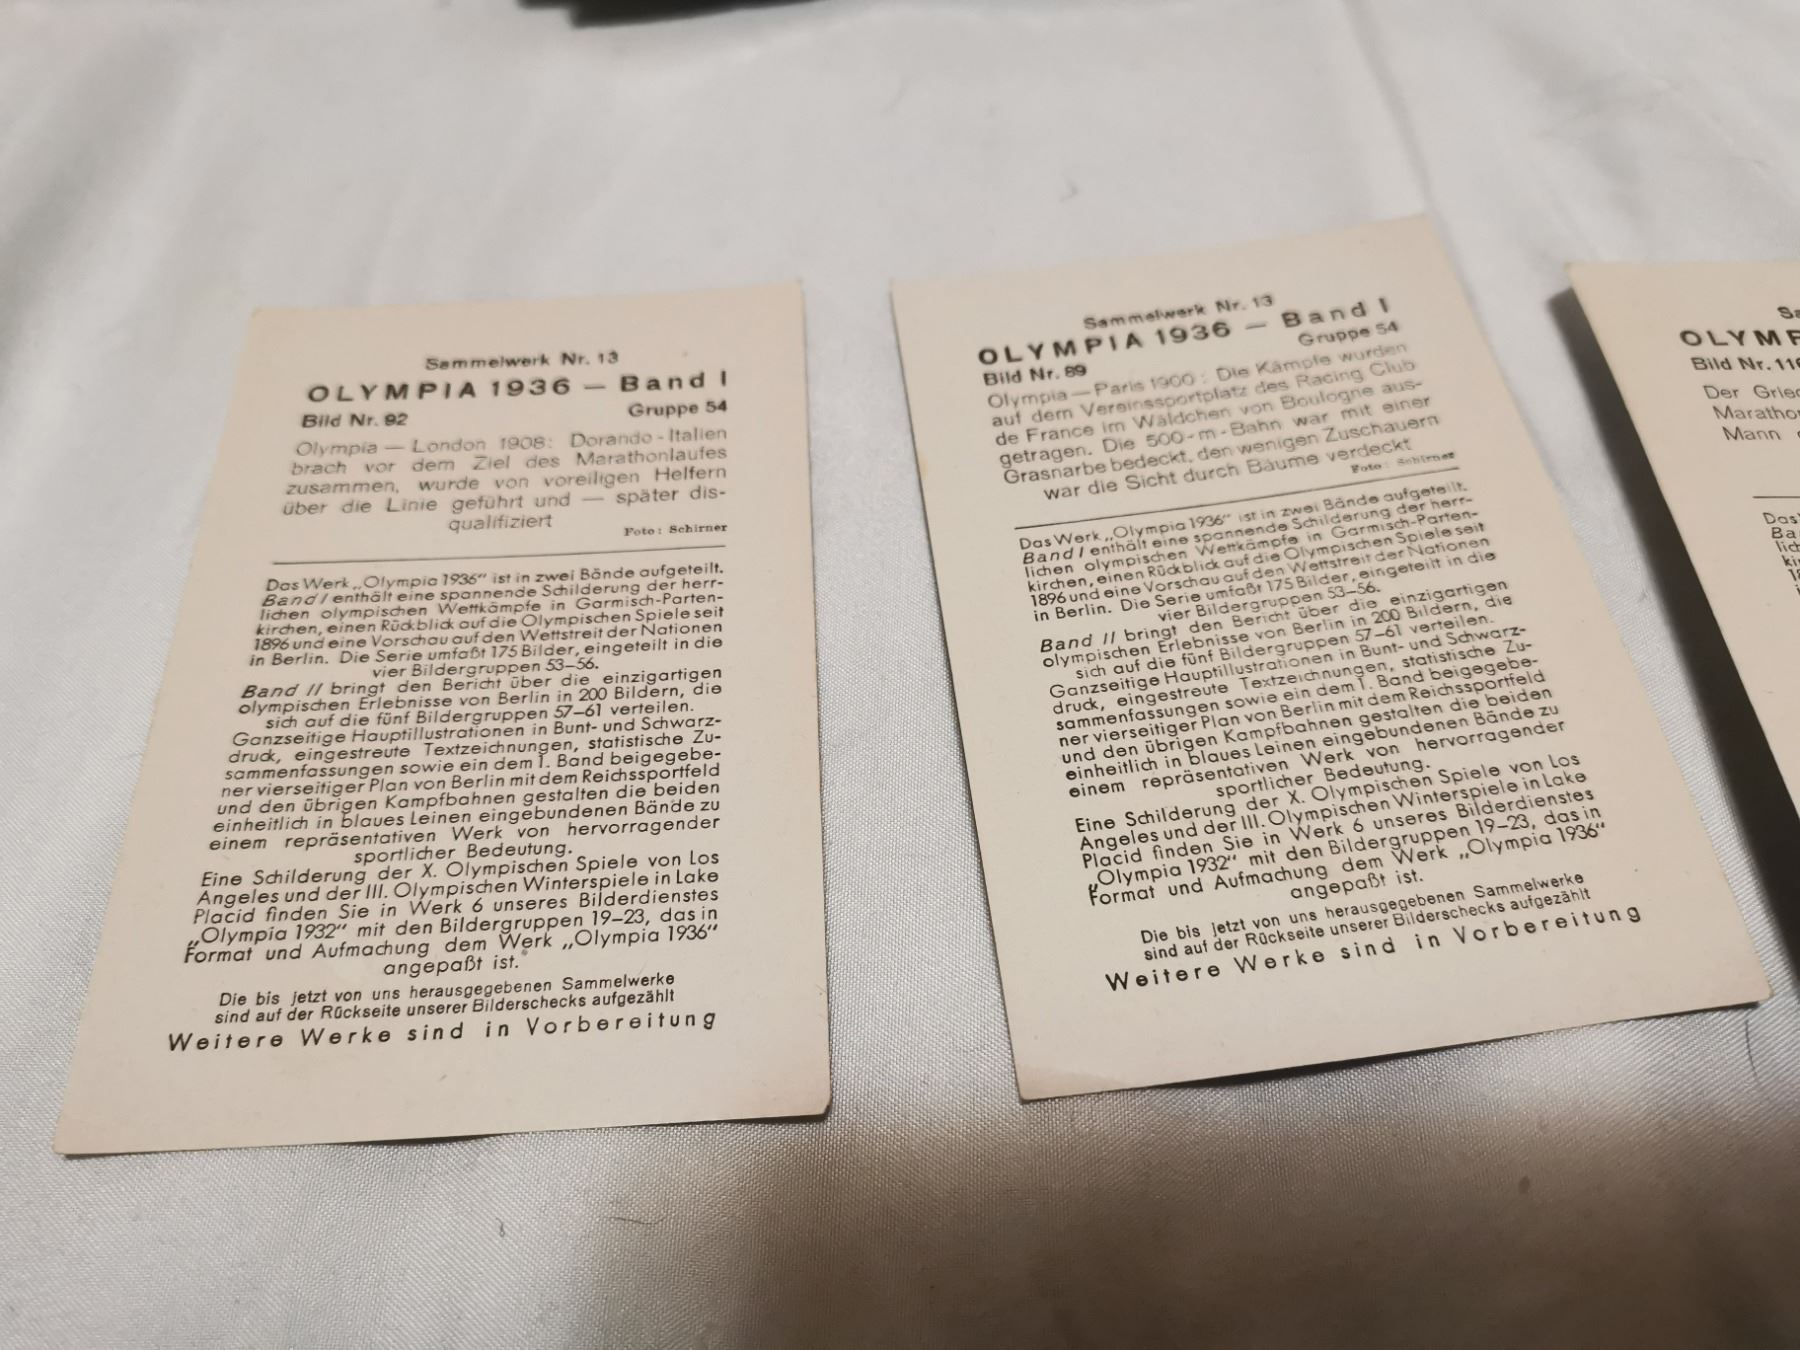 Sammelwerk Nr. 13
OLYMPIA 1936 — Band I
Bild Nr. 92 Gruppe 54
Olympia — London 1908: Dorando-Italien
brach vor dem Ziel des Marathonlaufes
zusammen, wurde von voreiligen Helfern
über die Linie geführt und — später dis-
qualifiziert
Foto: Schirner
Das Werk „Olympia 1936“ ist in zwei Bände aufgeteilt.
Band I enthält eine spannende Schilderung der herr-
lichen olympischen Wettkämpfe in Garmisch-Parten-
kirchen, einen Rückblick auf die Olympischen Spiele seit
1896 und eine Vorschau auf den Wettstreit der Nationen
in Berlin. Die Serie umfaßt 175 Bilder, eingeteilt in die
vier Bildergruppen 53–56.
Band II bringt den Bericht über die einzigartigen
olympischen Erlebnisse von Berlin in 200 Bildern, die
sich auf die fünf Bildergruppen 57–61 verteilen.
Ganzseitige Hauptillustrationen in Bunt- und Schwarz-
druck, eingestreute Textzeichnungen, statistische Zu-
sammenfassungen sowie ein dem I. Band beigegebe-
ner vierseitiger Plan von Berlin mit dem Reichssportfeld
und den übrigen Kampfbahnen gestalten die beiden
einheitlich in blaues Leinen eingebundenen Bände zu
einem repräsentativen Werk von hervorragender
sportlicher Bedeutung.
Eine Schilderung der X. Olympischen Spiele von Los
Angeles und der III. Olympischen Winterspiele in Lake
Placid finden Sie in Werk 6 unseres Bilderdienstes
„Olympia 1932“ mit den Bildergruppen 19–23, das in
Format und Aufmachung dem Werk „Olympia 1936“
angepaßt ist.
Die bis jetzt von uns herausgegebenen Sammelwerke
sind auf der Rückseite unserer Bilderschecks aufgezählt
Weitere Werke sind in Vorbereitung
Sammelwerk Nr. 13
OLYMPIA 1936 — Band I
Bild Nr. 89 Gruppe 54
Olympia — Paris 1900: Die Kämpfe wurden
auf dem Vereinssportplatz des Racing Club
de France im Wäldchen von Boulogne aus-
getragen. Die 500-m-Bahn war mit einer
Grasnarbe bedeckt, den wenigen Zuschauern
war die Sicht durch Bäume verdeckt
Foto: Schirner
Das Werk „Olympia 1936“ ist in zwei Bände aufgeteilt.
Band I enthält eine spannende Schilderung der herr-
lichen olympischen Wettkämpfe in Garmisch-Parten-
kirchen, einen Rückblick auf die Olympischen Spiele seit
1896 und eine Vorschau auf den Wettstreit der Nationen
in Berlin. Die Serie umfaßt 175 Bilder, eingeteilt in die
vier Bildergruppen 53–56.
Band II bringt den Bericht über die einzigartigen
olympischen Erlebnisse von Berlin in 200 Bildern, die
sich auf die fünf Bildergruppen 57–61 verteilen.
Ganzseitige Hauptillustrationen in Bunt- und Schwarz-
druck, eingestreute Textzeichnungen, statistische Zu-
sammenfassungen sowie ein dem I. Band beigegebe-
ner vierseitiger Plan von Berlin mit dem Reichssportfeld
und den übrigen Kampfbahnen gestalten die beiden
einheitlich in blaues Leinen eingebundenen Bände zu
einem repräsentativen Werk von hervorragender
sportlicher Bedeutung.
Eine Schilderung der X. Olympischen Spiele von Los
Angeles und der III. Olympischen Winterspiele in Lake
Placid finden Sie in Werk 6 unseres Bilderdienstes
„Olympia 1932“ mit den Bildergruppen 19–23, das in
Format und Aufmachung dem Werk „Olympia 1936“
angepaßt ist.
Die bis jetzt von uns herausgegebenen Sammelwerke
sind auf der Rückseite unserer Bilderschecks aufgezählt
Weitere Werke sind in Vorbereitung
Bild Nr. 116
Der
Mann